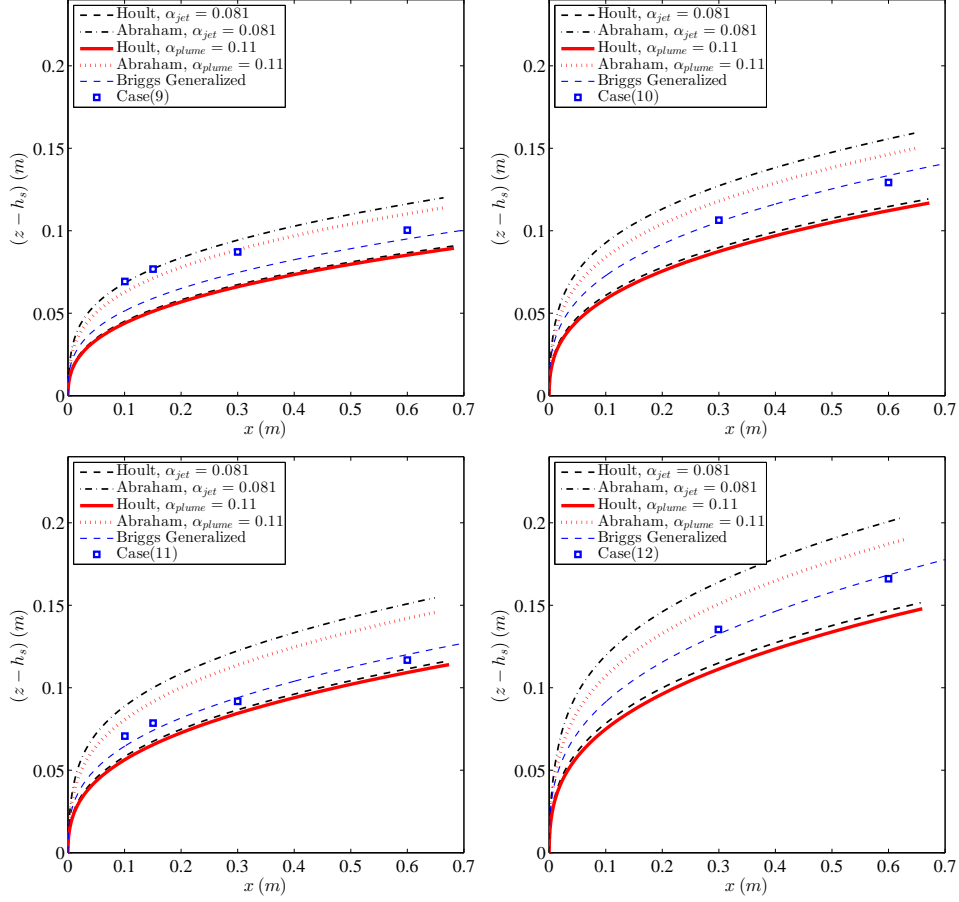 Hoult, α_jet = 0.081
Abraham, α_jet = 0.081
Hoult, α_plume = 0.11
Abraham, α_plume = 0.11
Briggs Generalized
Case(9)
0.2
0.15
0.1
0.05
0
(z − h_s) (m)
0 0.1 0.2 0.3 0.4 0.5 0.6 0.7
x (m)
Hoult, α_jet = 0.081
Abraham, α_jet = 0.081
Hoult, α_plume = 0.11
Abraham, α_plume = 0.11
Briggs Generalized
Case(10)
0.2
0.15
0.1
0.05
0
(z − h_s) (m)
0 0.1 0.2 0.3 0.4 0.5 0.6 0.7
x (m)
Hoult, α_jet = 0.081
Abraham, α_jet = 0.081
Hoult, α_plume = 0.11
Abraham, α_plume = 0.11
Briggs Generalized
Case(11)
0.2
0.15
0.1
0.05
0
(z − h_s) (m)
0 0.1 0.2 0.3 0.4 0.5 0.6 0.7
x (m)
Hoult, α_jet = 0.081
Abraham, α_jet = 0.081
Hoult, α_plume = 0.11
Abraham, α_plume = 0.11
Briggs Generalized
Case(12)
0.2
0.15
0.1
0.05
0
(z − h_s) (m)
0 0.1 0.2 0.3 0.4 0.5 0.6 0.7
x (m)